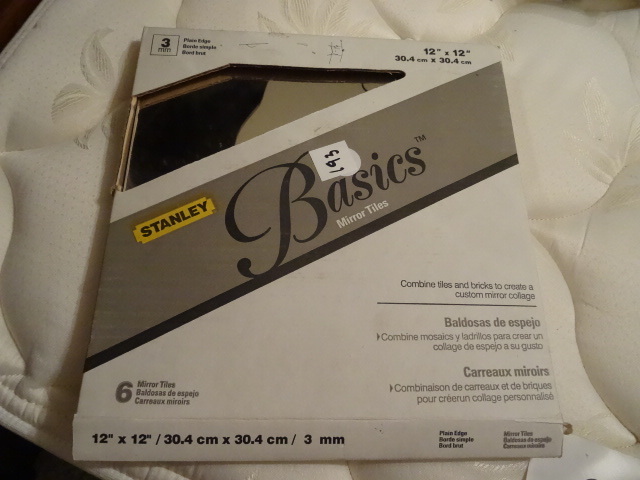 3
mm
Plain Edge
Borde simple
Bord brut
12" x 12"
30.4 cm x 30.4 cm
STANLEY
Basics™
193
Mirror Tiles
Combine tiles and bricks to create a
custom mirror collage
Baldosas de espejo
Combine mosaics y ladrillos para crear un
collage de espejo a su gusto
Carreaux miroirs
Combinaison de carreaux et de briques
pour créerun collage personnalisé
6
Mirror Tiles
Baldosas de espejo
Carreaux miroirs
12" x 12" / 30.4 cm x 30.4 cm / 3 mm
Plain Edge
Borde simple
Bord brut
Mirror Tiles
Baldosas de espejo
Carreaux miroirs